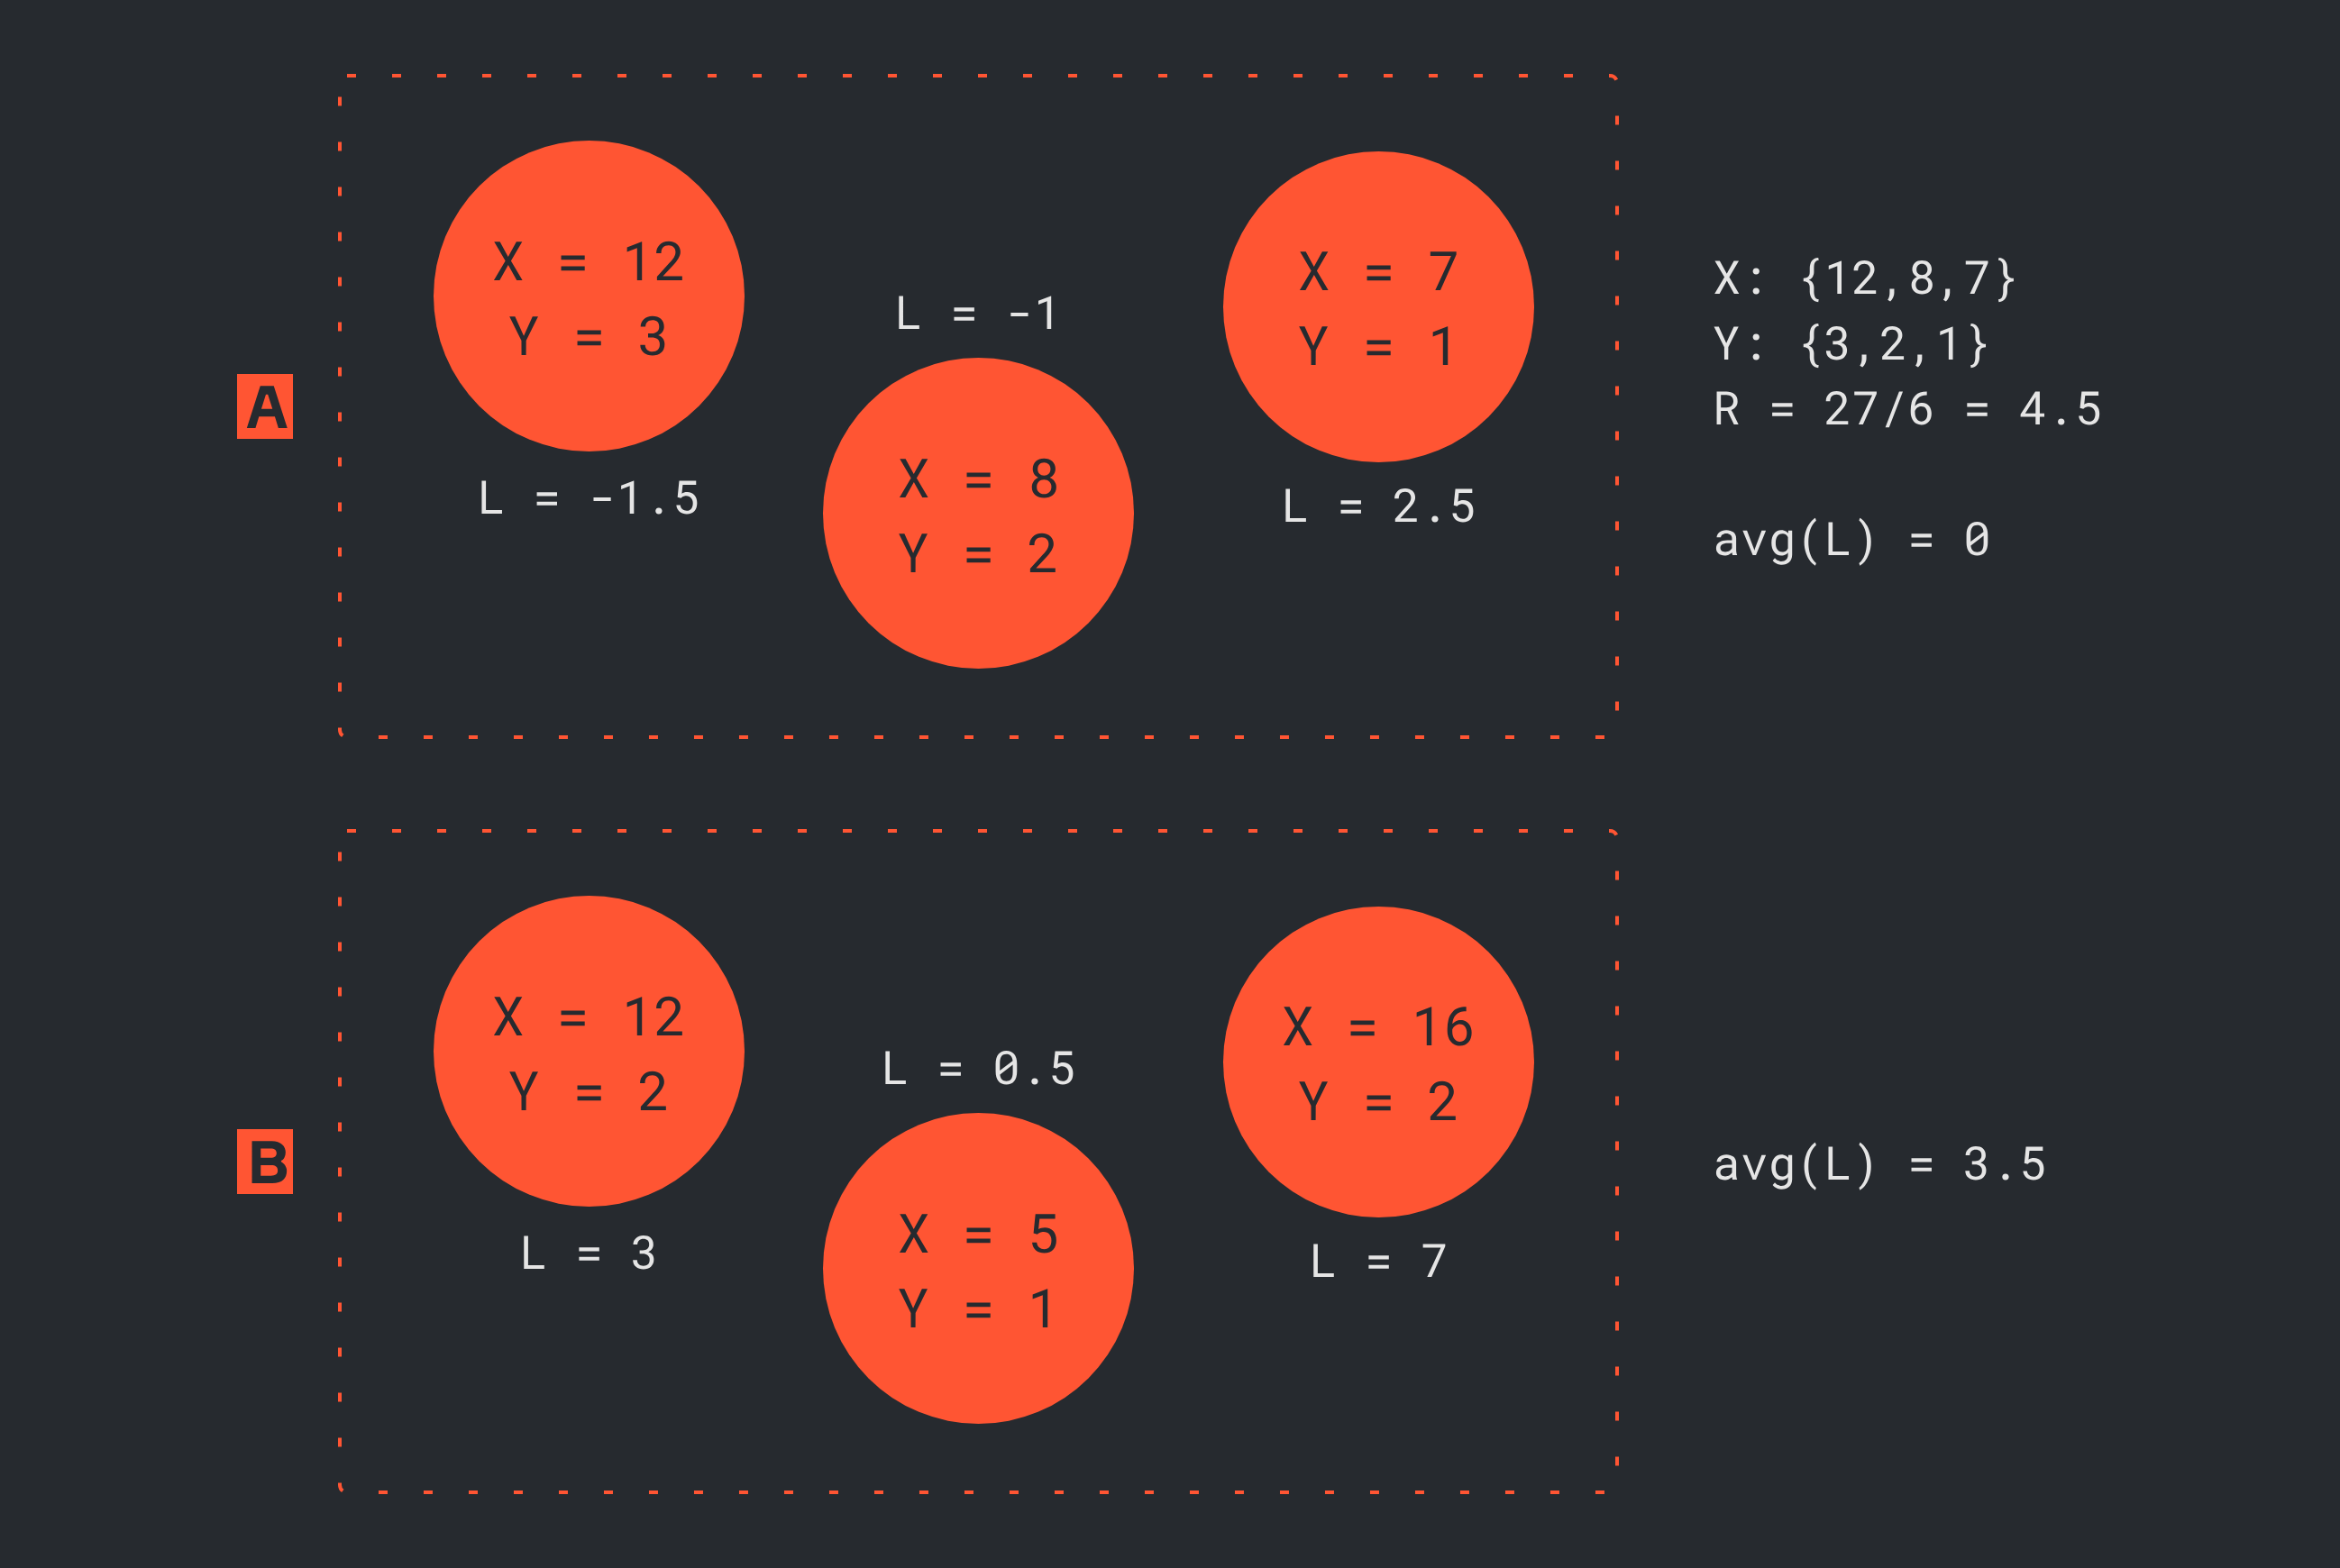 A
X = 12
Y = 3
L = -1.5
L = -1
X = 8
Y = 2
X = 7
Y = 1
L = 2.5
X: {12,8,7}
Y: {3,2,1}
R = 27/6 = 4.5
avg(L) = 0
B
X = 12
Y = 2
L = 3
L = 0.5
X = 5
Y = 1
X = 16
Y = 2
L = 7
avg(L) = 3.5